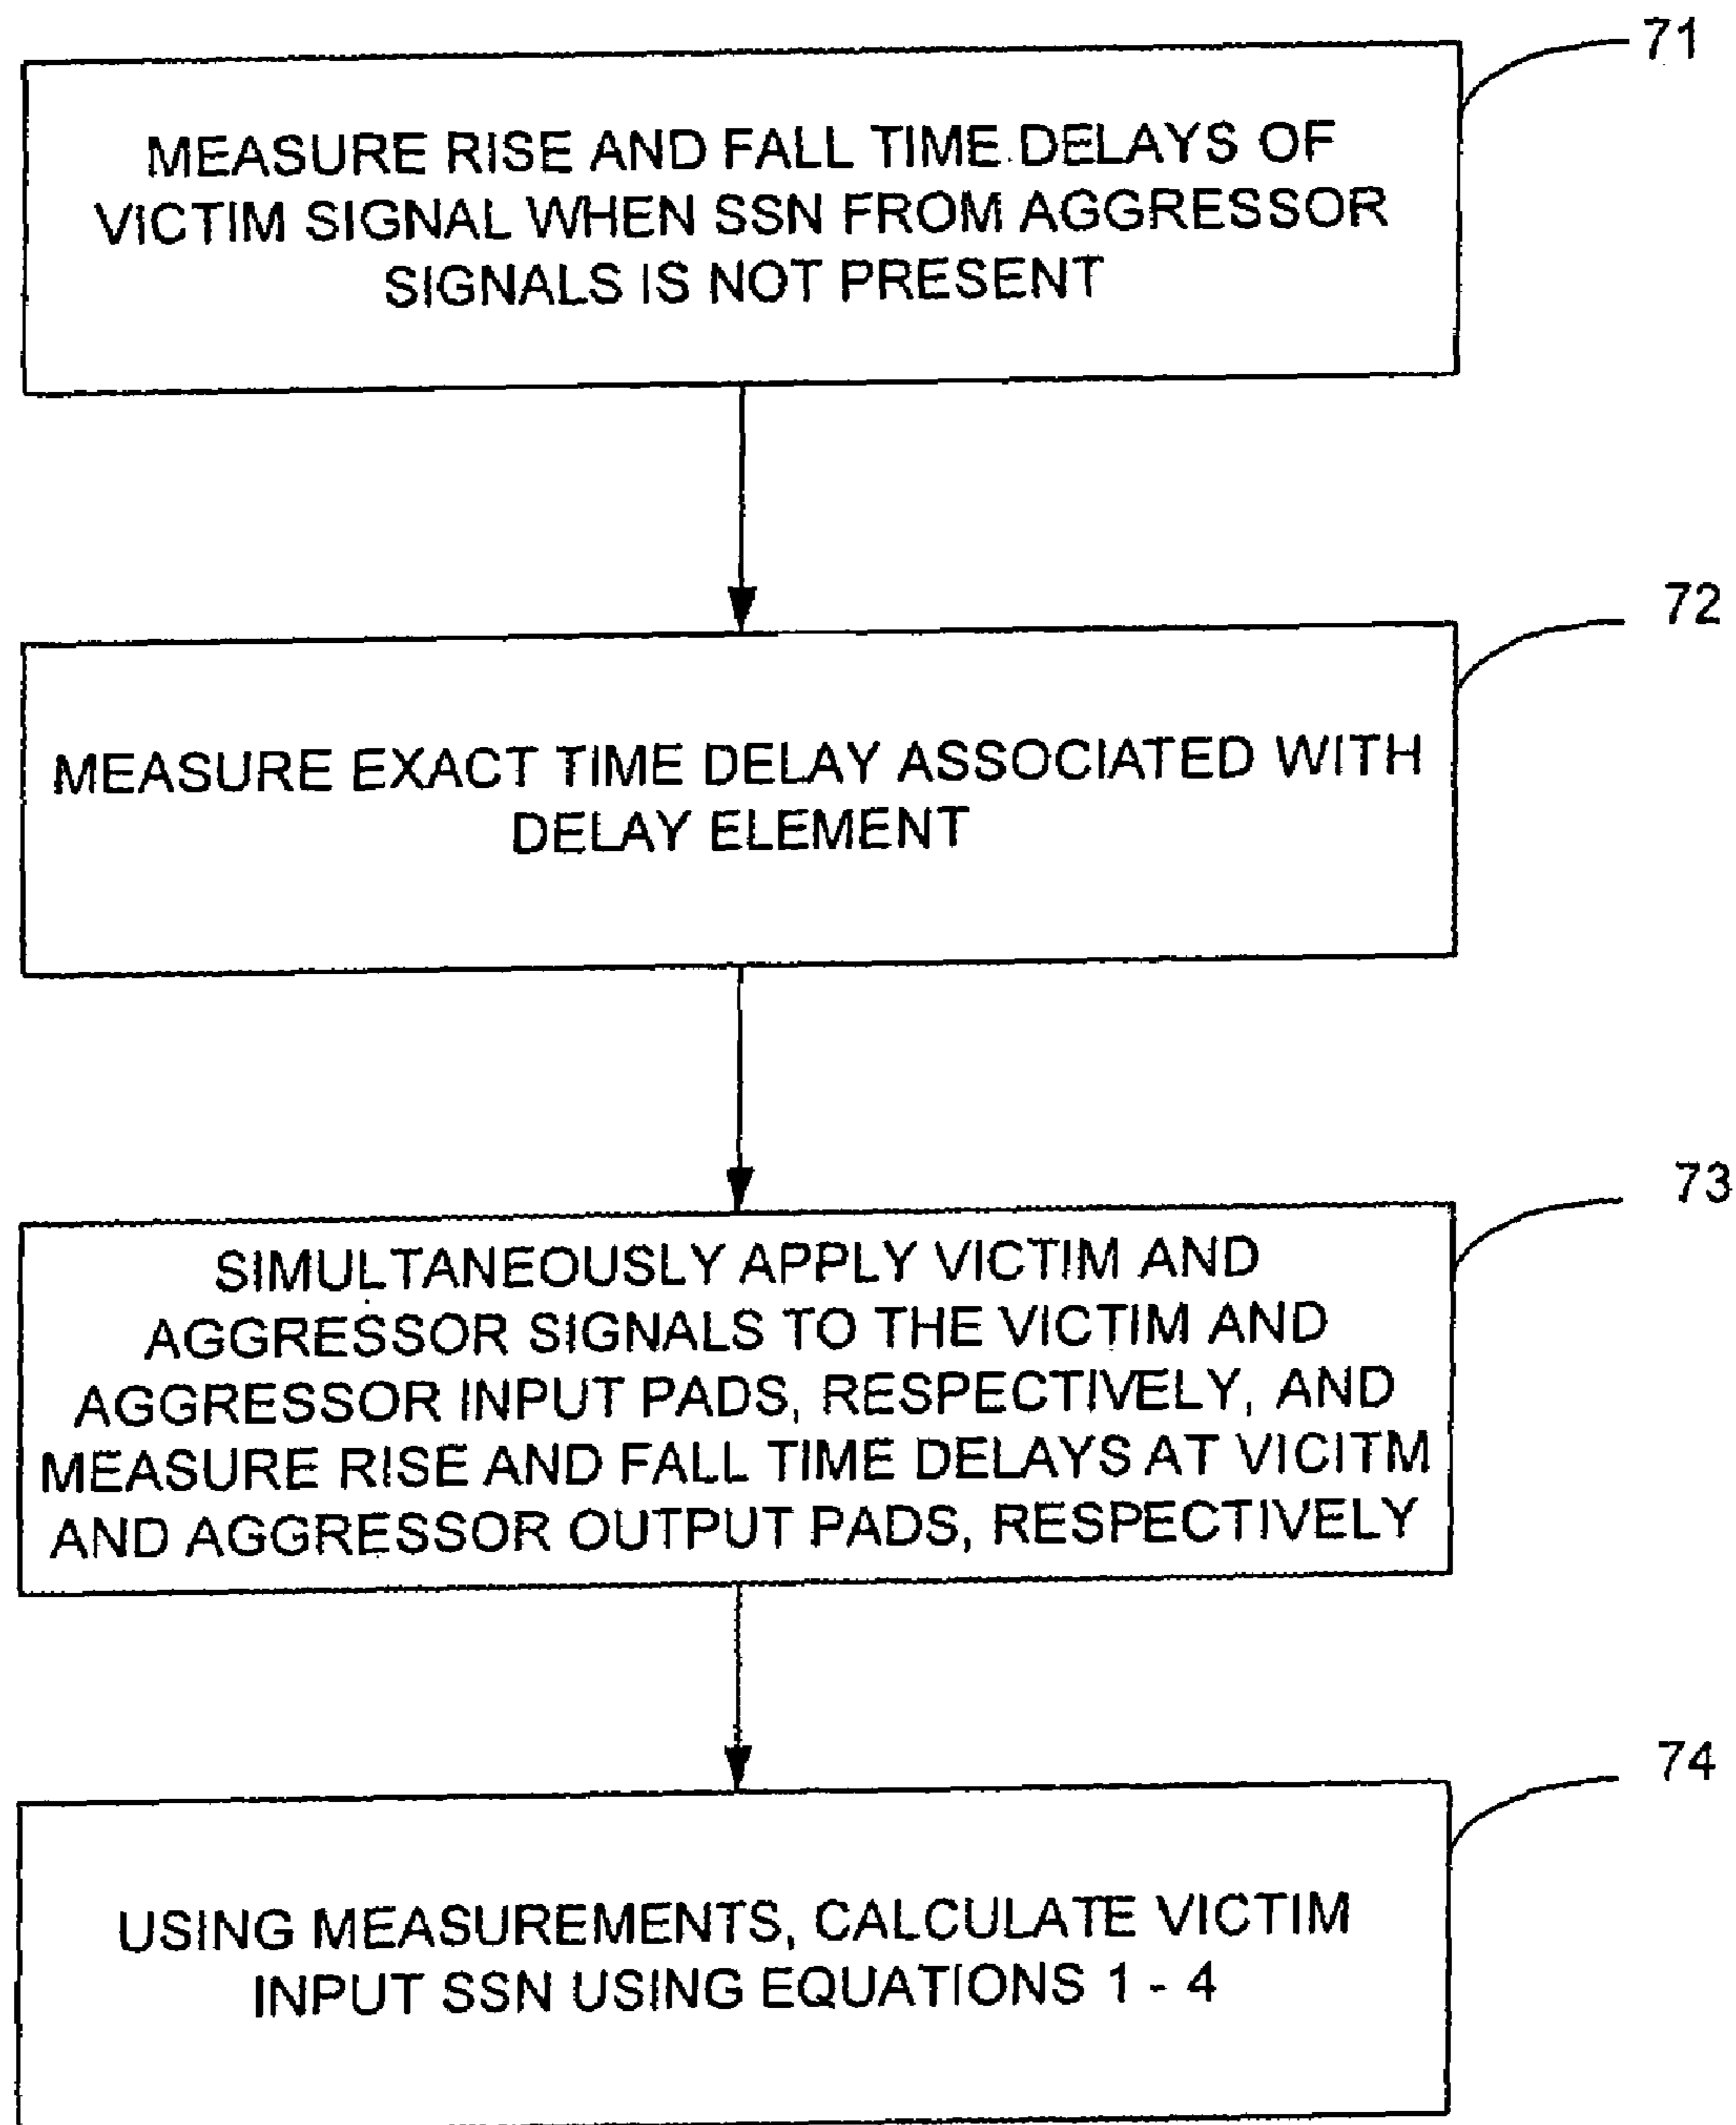 71
MEASURE RISE AND FALL TIME DELAYS OF
VICTIM SIGNAL WHEN SSN FROM AGGRESSOR
SIGNALS IS NOT PRESENT
72
MEASURE EXACT TIME DELAY ASSOCIATED WITH
DELAY ELEMENT
73
SIMULTANEOUSLY APPLY VICTIM AND
AGGRESSOR SIGNALS TO THE VICTIM AND
AGGRESSOR INPUT PADS, RESPECTIVELY, AND
MEASURE RISE AND FALL TIME DELAYS AT VICITM
AND AGGRESSOR OUTPUT PADS, RESPECTIVELY
74
USING MEASUREMENTS, CALCULATE VICTIM
INPUT SSN USING EQUATIONS 1 - 4